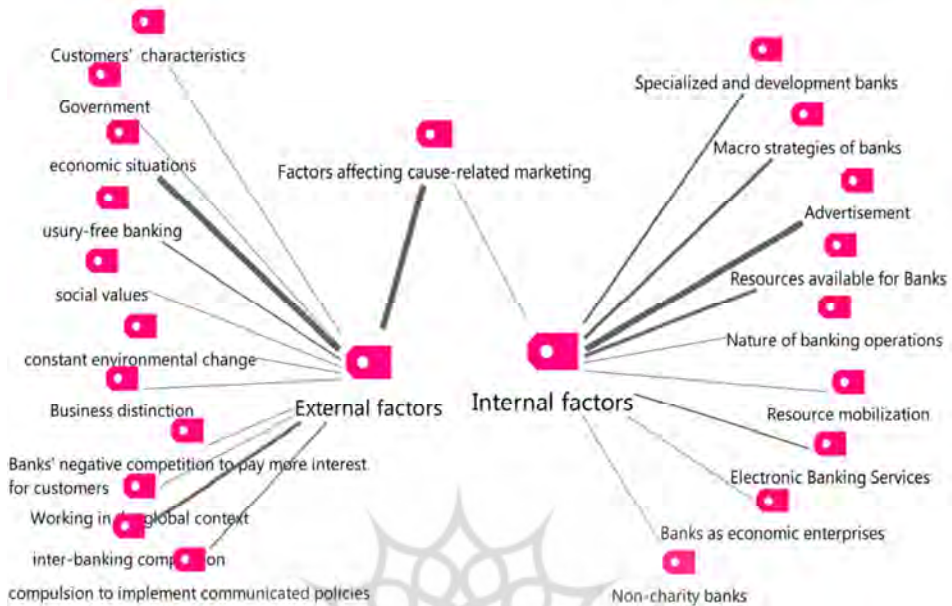 Customers' characteristics
Government
economic situations
usury-free banking
social values
constant environmental change
Business distinction
Banks' negative competition to pay more interest
for customers
Working in global context
inter-banking
compulsion to implement communicated policies
Factors affecting cause-related marketing
External factors
Internal factors
Specialized and development banks
Macro strategies of banks
Advertisement
Resources available for Banks
Nature of banking operations
Resource mobilization
Electronic Banking Services
Banks as economic enterprises
Non-charity banks